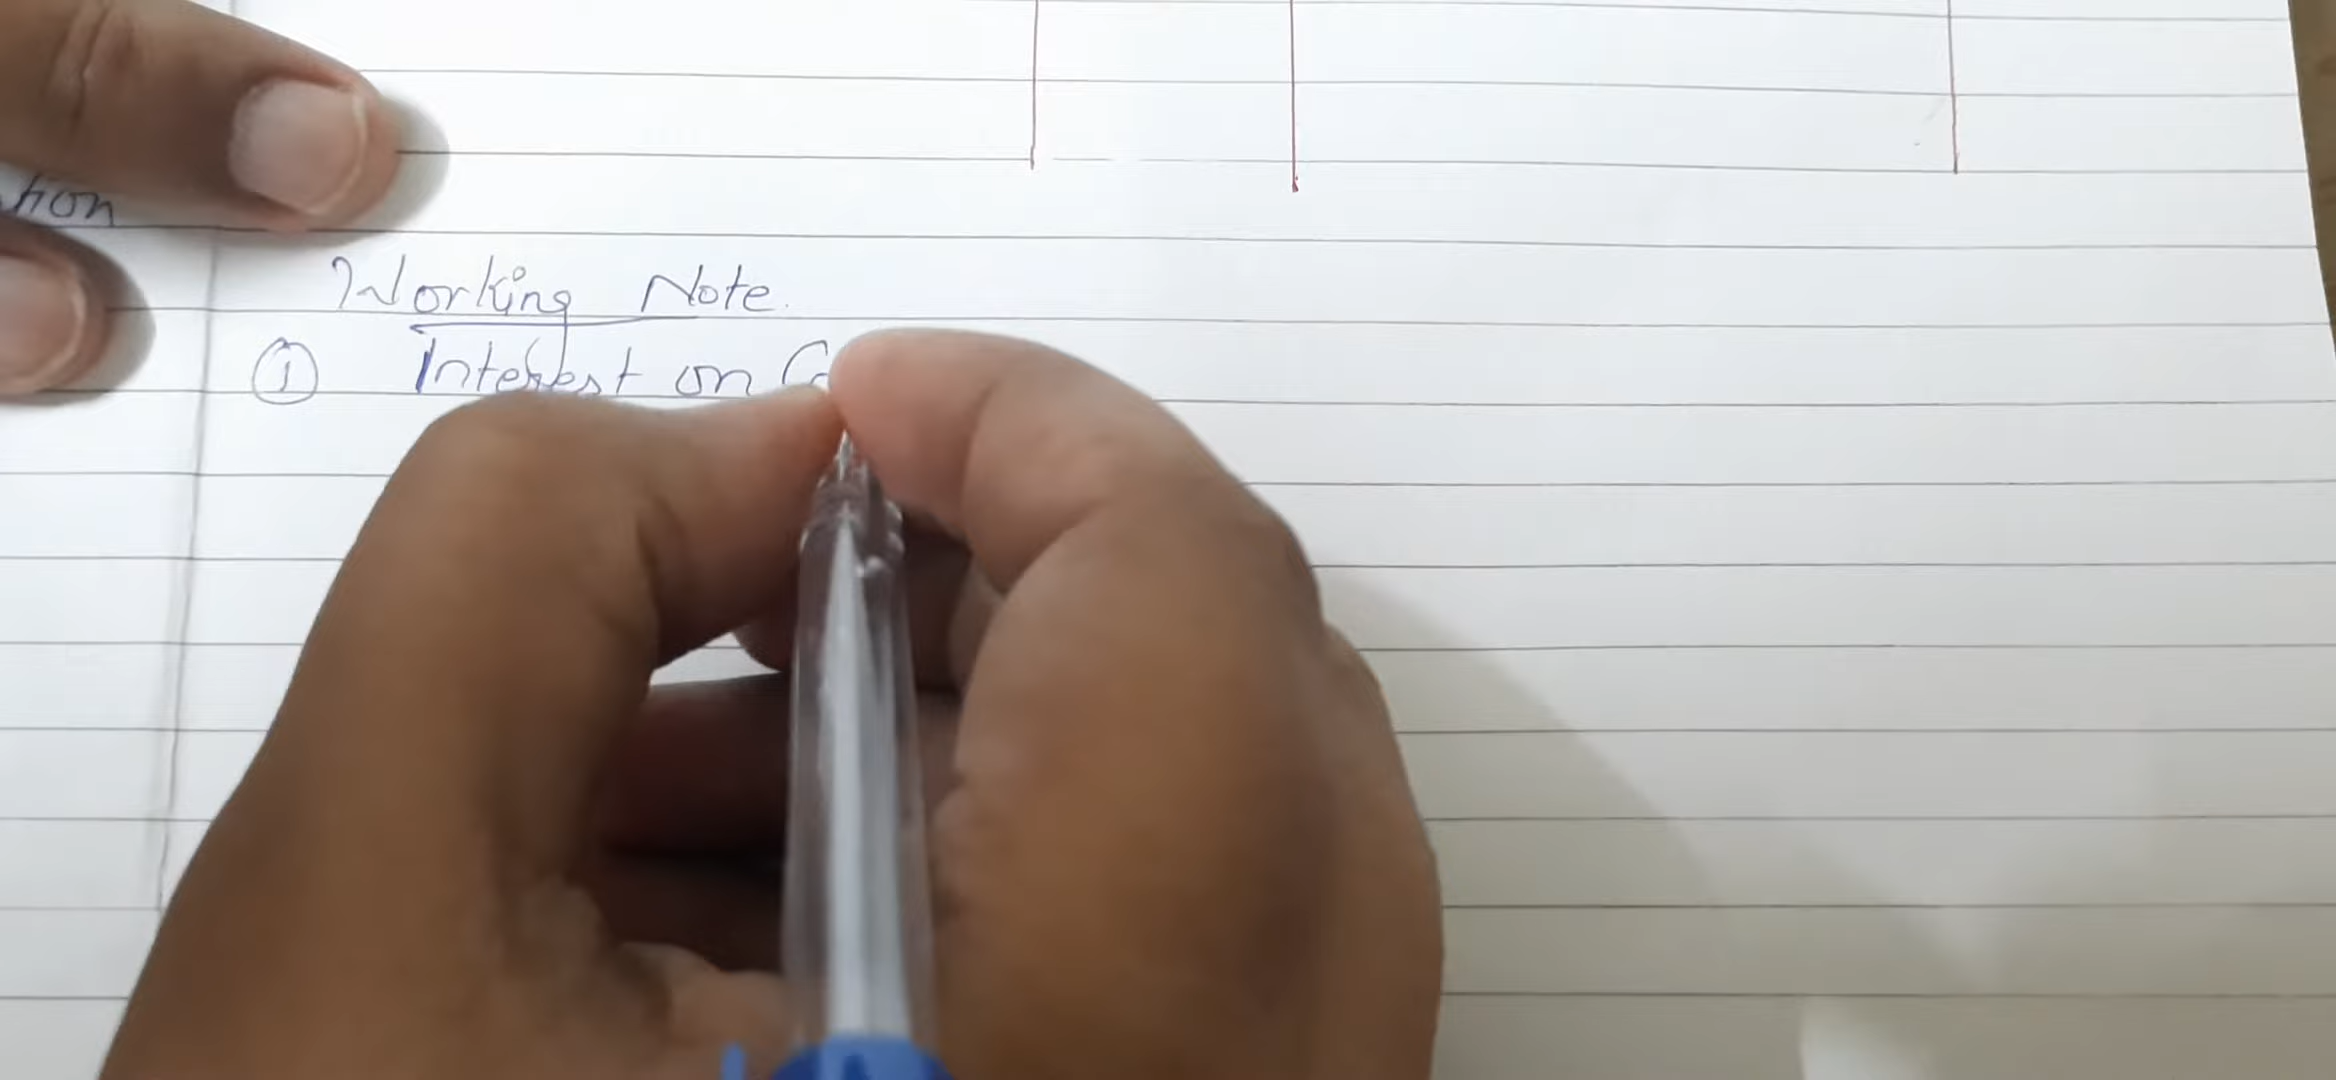 tion
Working Note.
① Interest on